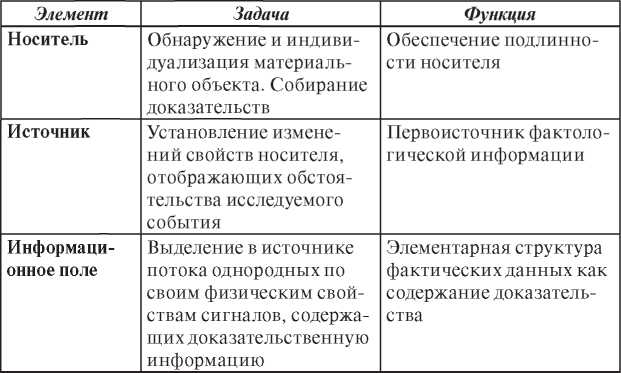 Элемент Задача Функция
Носитель
Обнаружение и индиви-
дуализация материаль-
ного объекта. Собирание
доказательств
Обеспечение подлинно-
сти носителя
Источник
Установление измене-
ний свойств носителя,
отображающих обстоя-
тельства исследуемого
события
Первоисточник фактоло-
гической информации
Информаци-
онное поле
Выделение в источнике
потока однородных по
своим физическим свой-
ствам сигналов, содержа-
щих доказательственную
информацию
Элементарная структура
фактических данных как
содержание доказатель-
ства